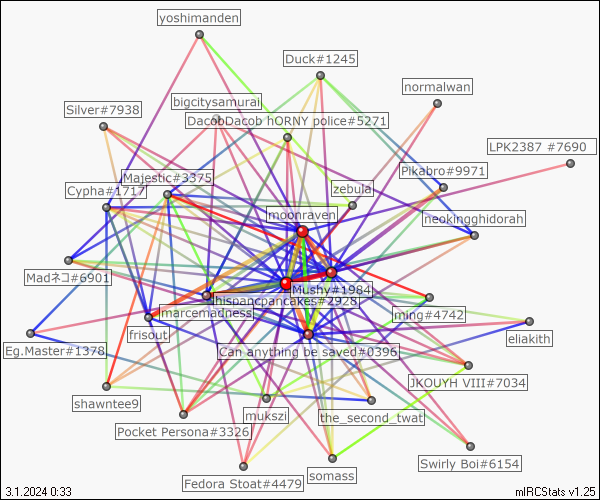 yoshimanden
Duck#1245
normalwan
bigcitysamurai
Silver#7938
DacobDacob hORNY police#5271
LPK2387 #7690
Majestic#3375
Pikabro#9971
Cypha#1717
zebula
moonraven
neokingghidorah
Madネコ#6901
Mushy#1984
hispancpancakes#2928
marcemadness
ming#4742
frisout
eliakith
Eg.Master#1378
Can anything be saved#0396
JKOUYH VIII#7034
shawntee9
mukszi
the_second_twat
Pocket Persona#3326
Swirly Boi#6154
somass
Fedora Stoat#4479
3.1.2024 0:33
mIRCStats v1.25